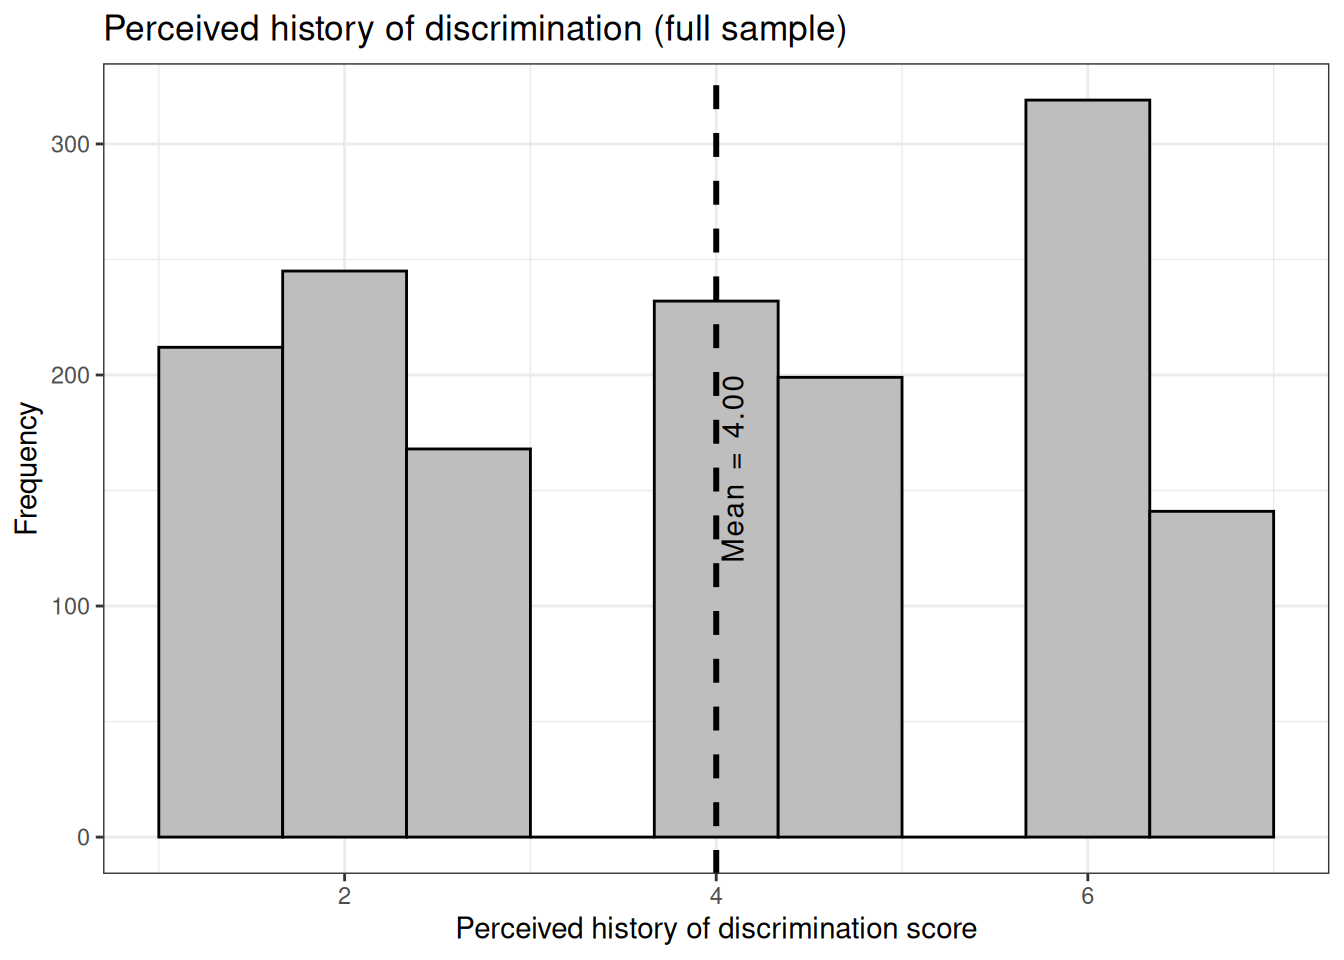 Perceived history of discrimination (full sample)
300
200
100
0
Frequency
Mean = 4.00
2
4
6
Perceived history of discrimination score